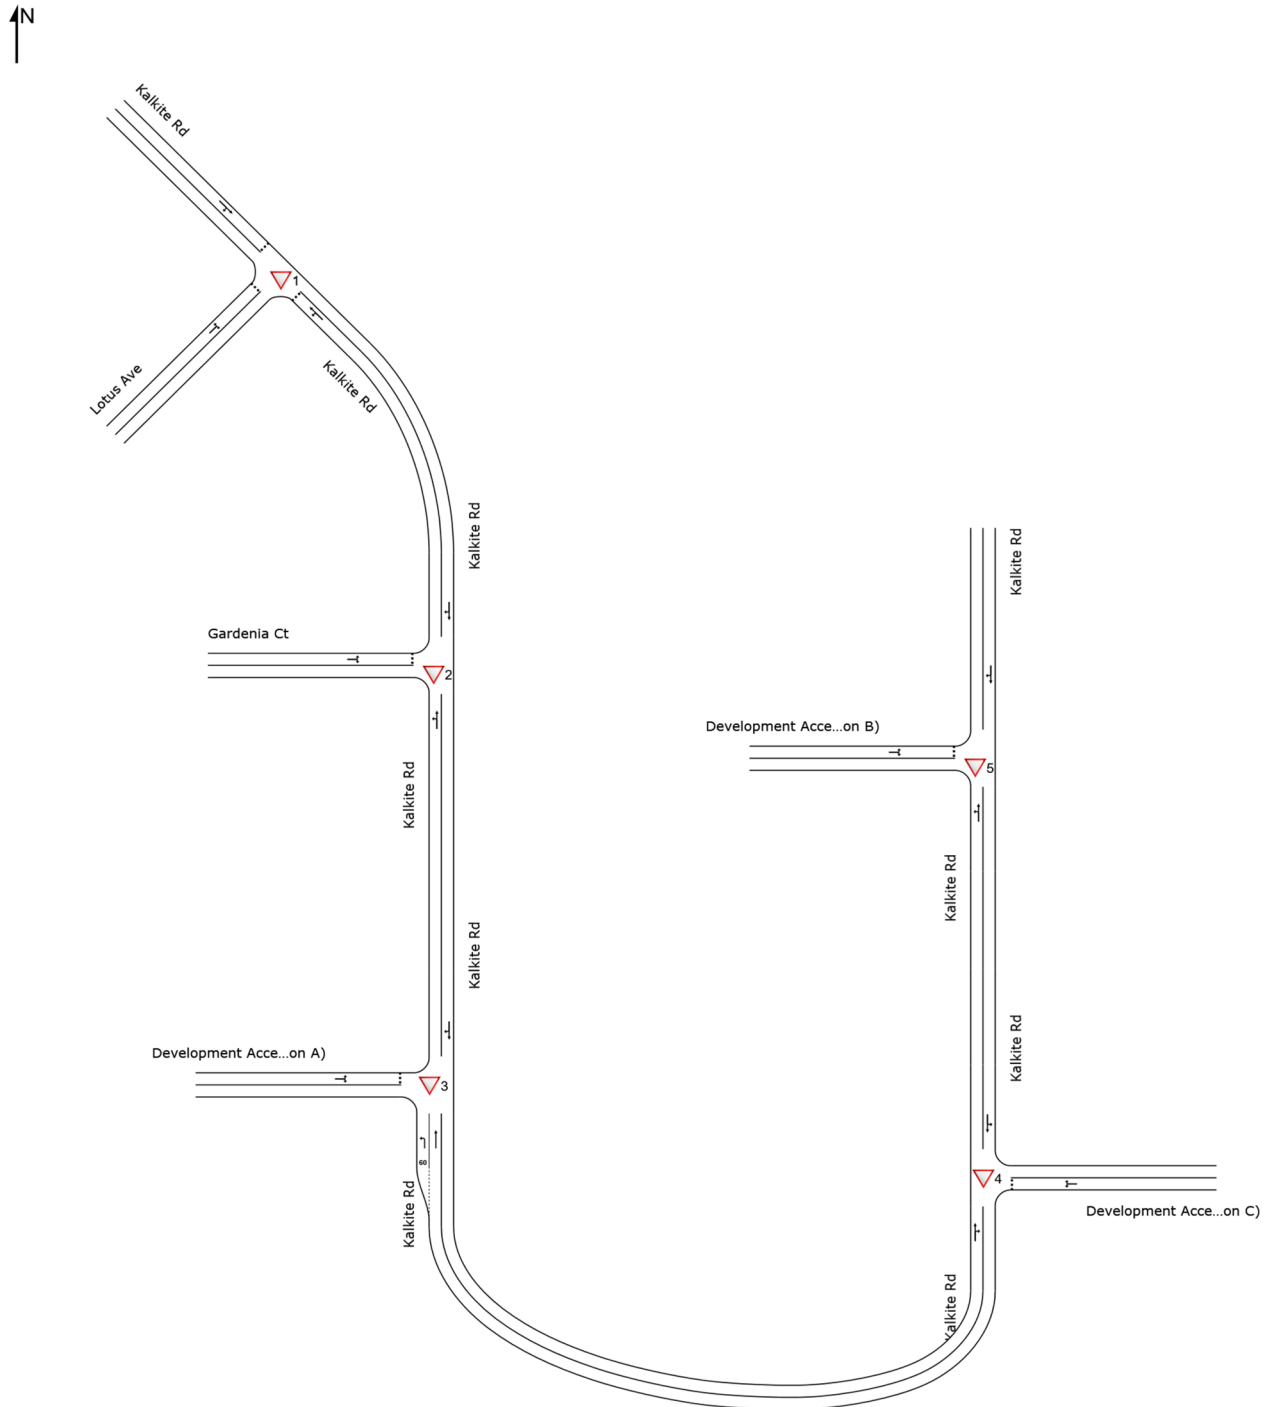 N
Kalkite Rd
1
Lotus Ave
Kalkite Rd
Kalkite Rd
Kalkite Rd
Gardenia Ct
2
Development Acce...on B)
5
Kalkite Rd
Kalkite Rd
Kalkite Rd
Kalkite Rd
Development Acce...on A)
3
60
Kalkite Rd
4
Development Acce...on C)
Kalkite Rd